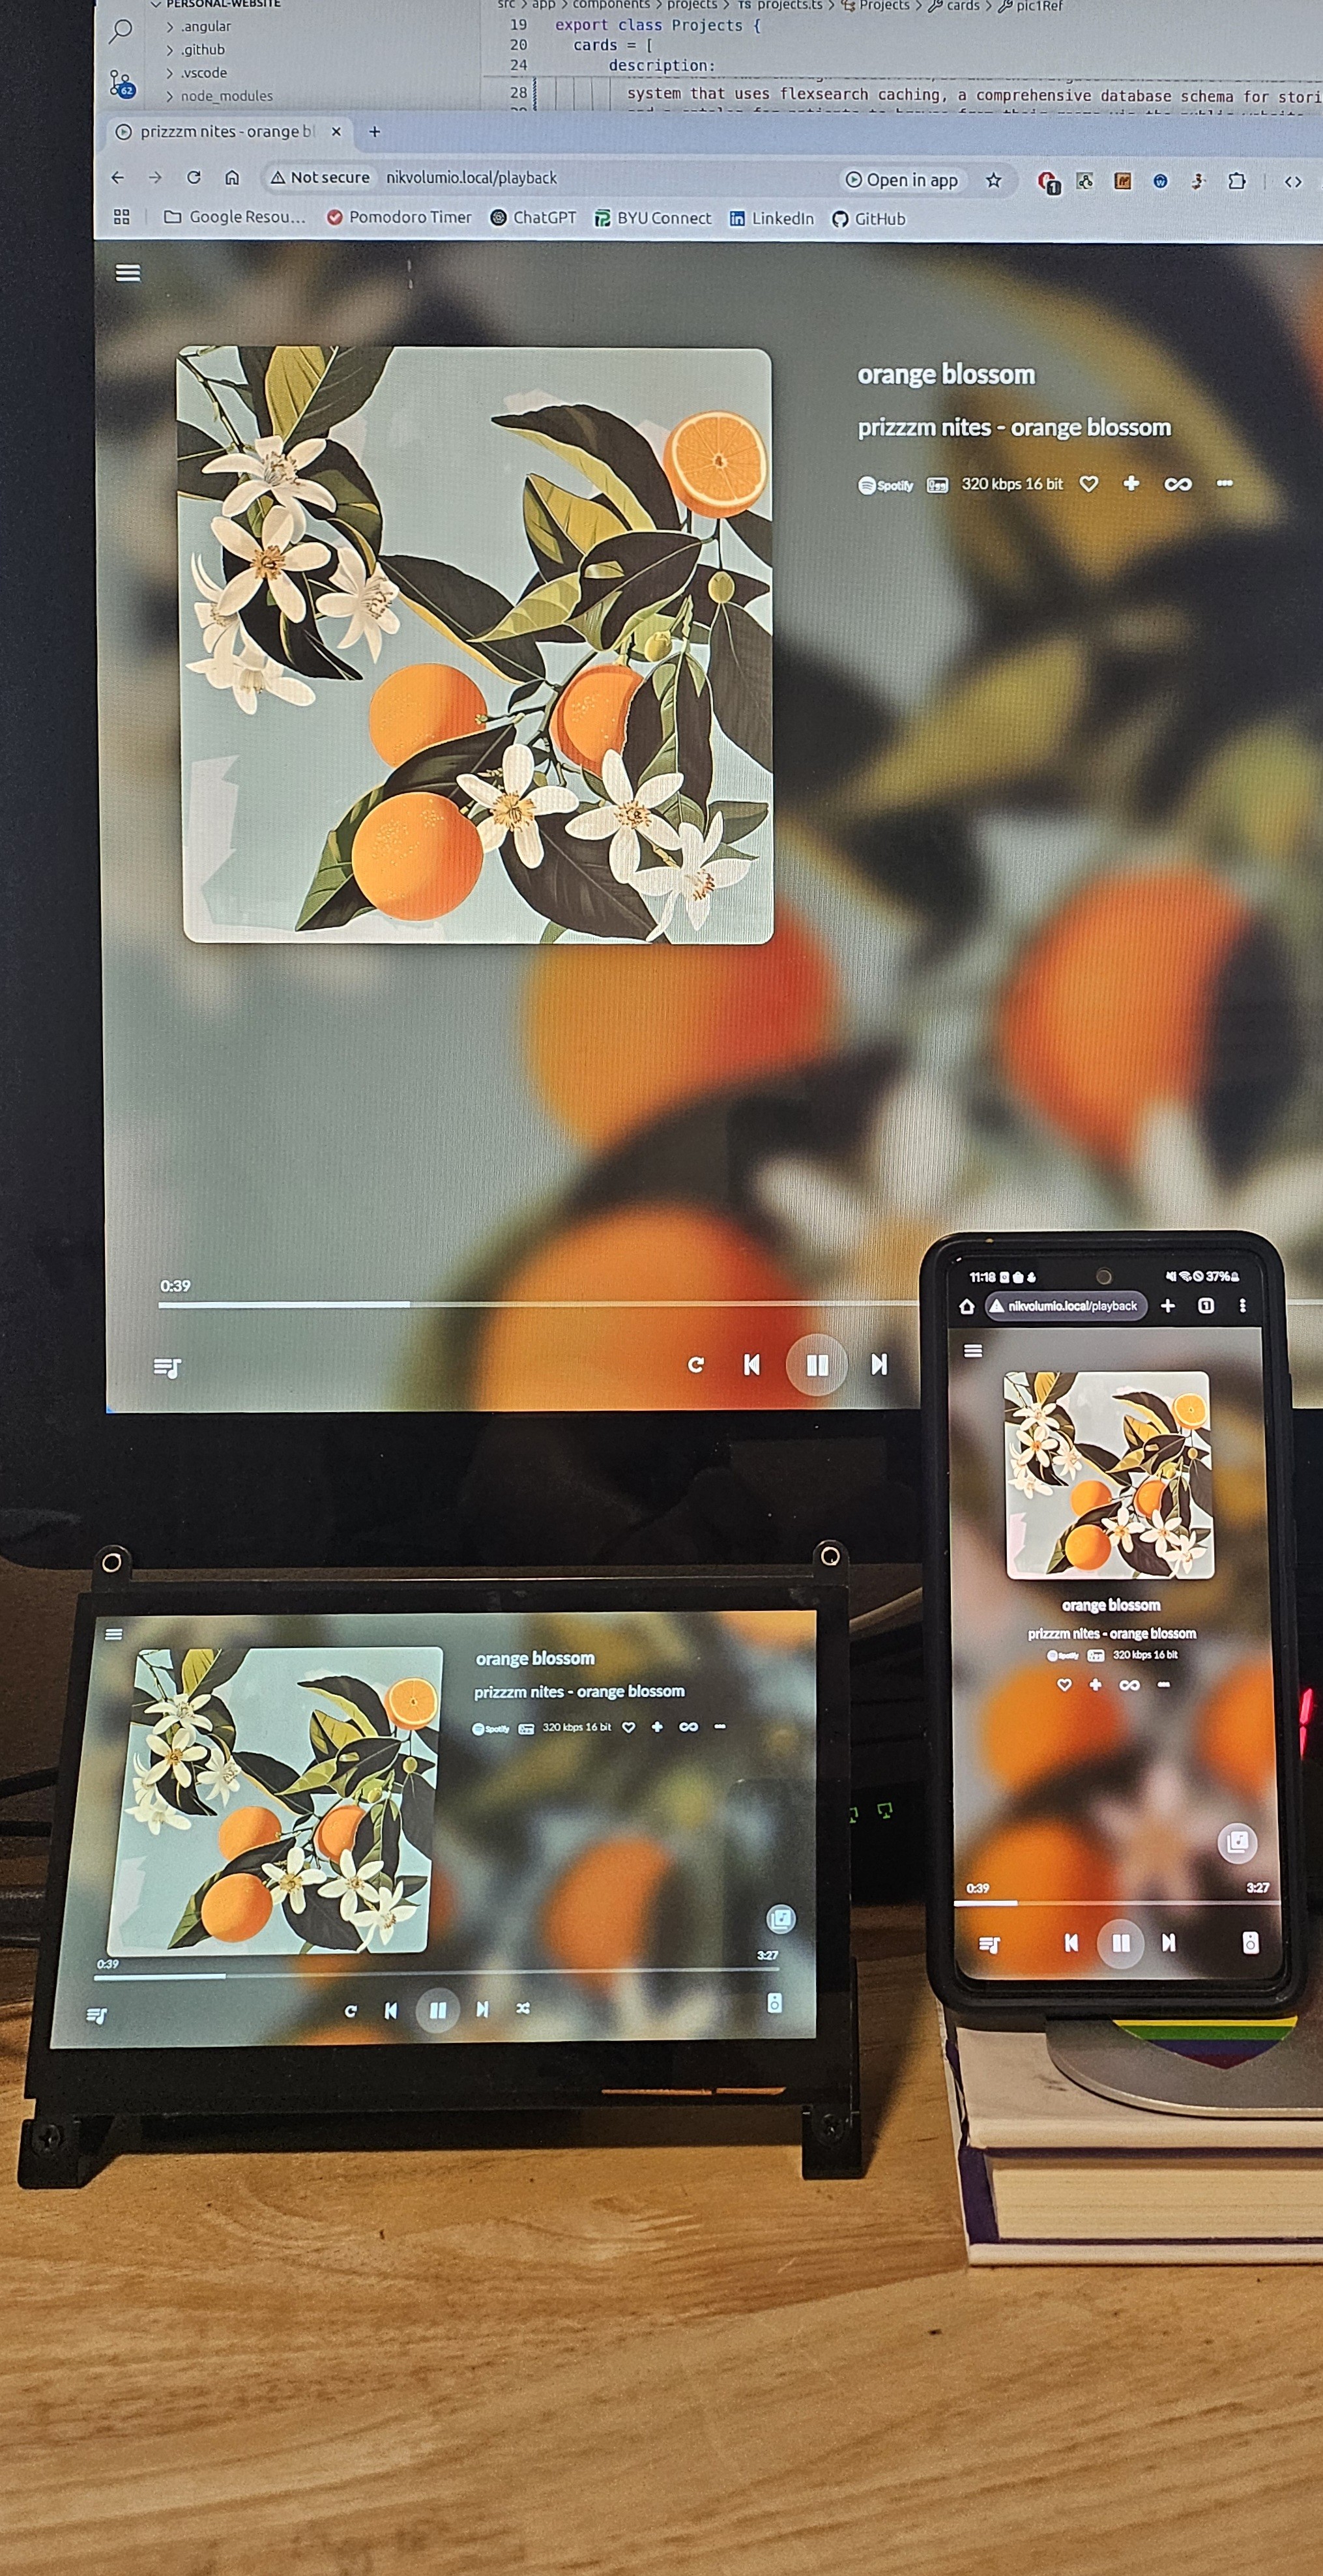 PERSONAL-WEBSITE
.angular
.github
.vscode
node_modules
62
src > app > components > projects > TS projects.ts > Projects > cards > pic1Ref
19 export class Projects {
20 cards = [
24 description:
28 system that uses flexsearch caching, a comprehensive database schema for stori
prizzzm nites - orange bl
Not secure nikvolumio.local/playback
Open in app
1
Google Resou... Pomodoro Timer ChatGPT BYU Connect LinkedIn GitHub
orange blossom
prizzzm nites - orange blossom
Spotify 320 kbps 16 bit
0:39
11:18 37%
nikvolumio.local/playback
1
orange blossom
prizzzm nites - orange blossom
Spotify 320 kbps 16 bit
0:39 3:27
orange blossom
prizzzm nites - orange blossom
Spotify 320 kbps 16 bit
0:39 3:27